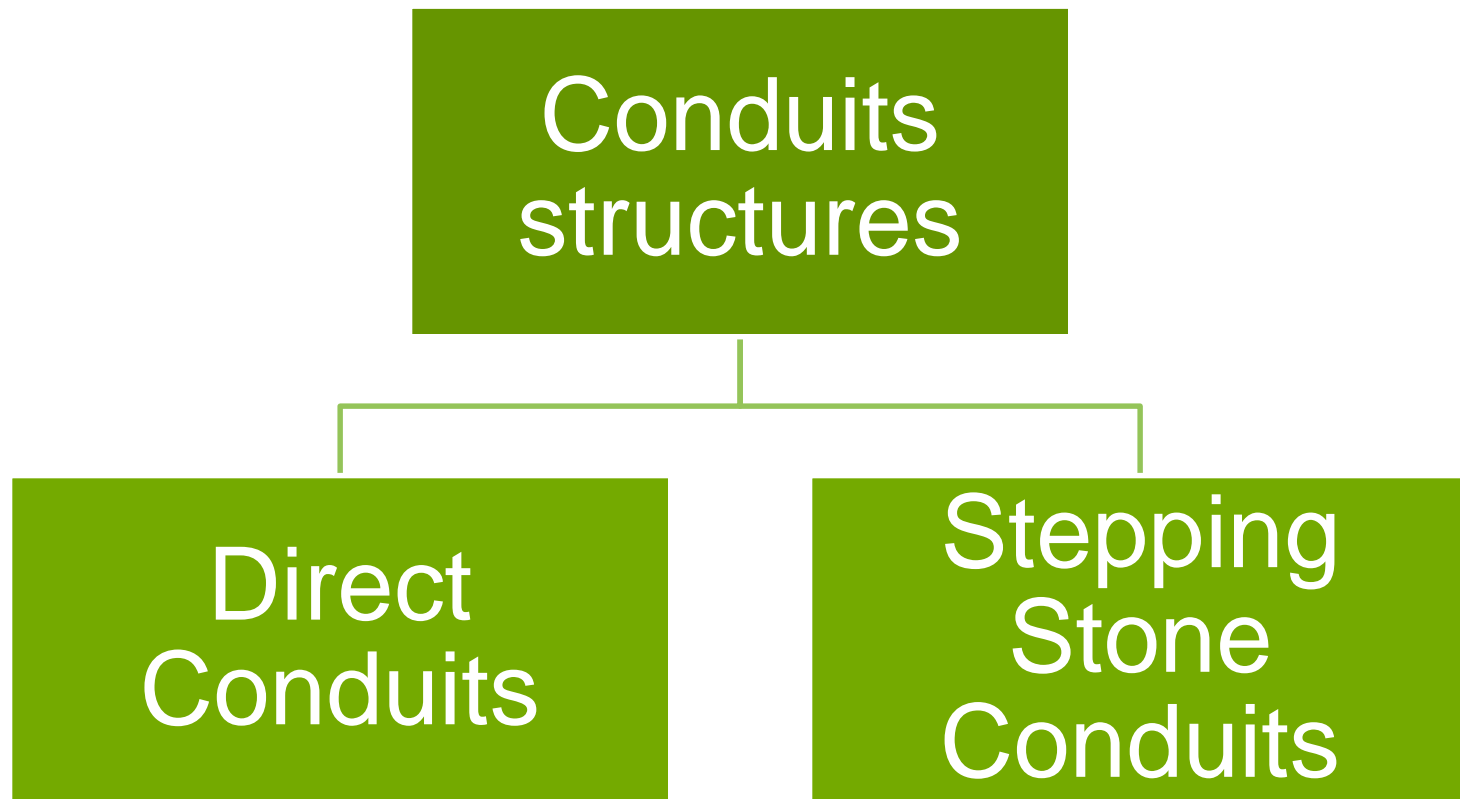 Conduits
structures
Direct
Conduits
Stepping
Stone
Conduits